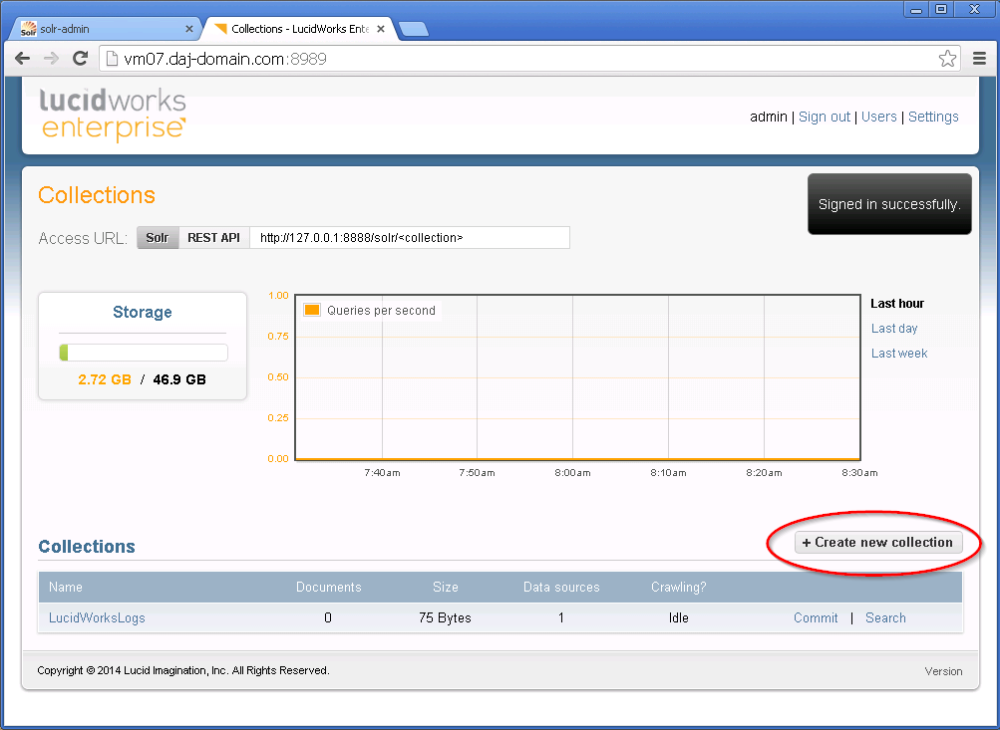 Solr solr-admin Collections - LucidWorks Ente
vm07.daj-domain.com:8989
lucidworks
enterprise
admin | Sign out | Users | Settings
Collections
Signed in successfully.
Access URL: Solr REST API http://127.0.0.1:8888/solr/<collection>
Storage
2.72 GB / 46.9 GB
1.00
0.75
0.50
0.25
0.00
Queries per second
7:40am 7:50am 8:00am 8:10am 8:20am 8:30am
Last hour
Last day
Last week
Collections
+ Create new collection
Name Documents Size Data sources Crawling?
LucidWorksLogs 0 75 Bytes 1 Idle Commit | Search
Copyright © 2014 Lucid Imagination, Inc. All Rights Reserved.
Version